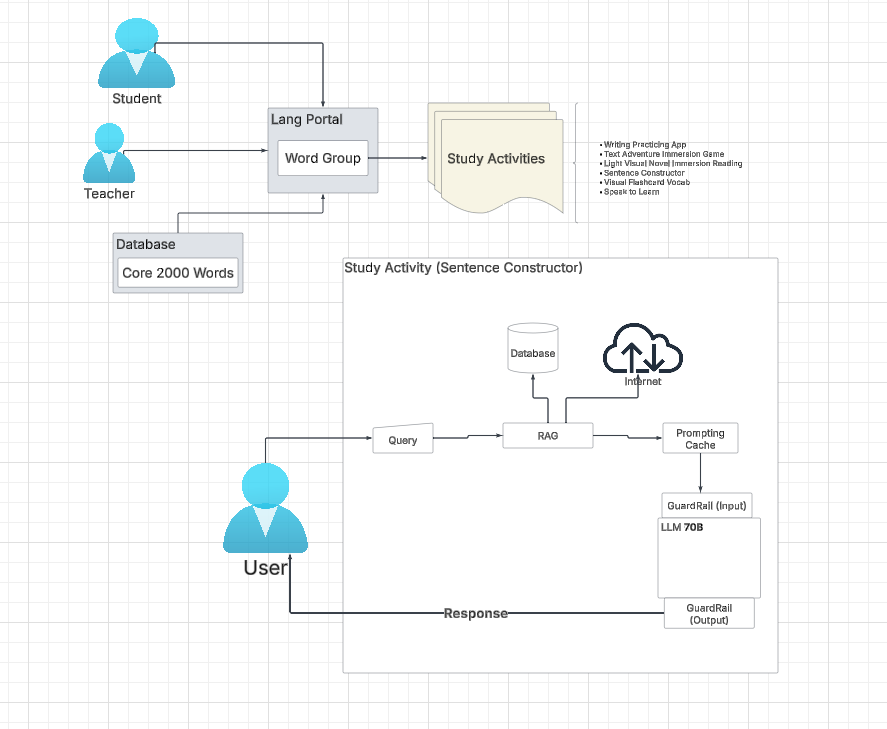 Student
Lang Portal
Word Group
Teacher
Database
Core 2000 Words
Study Activities
• Writing Practicing App
• Text Adventure Immersion Game
• Light Visual Novel Immersion Reading
• Sentence Constructor
• Visual Flashcard Vocab
• Speak to Learn
Study Activity (Sentence Constructor)
Database
Internet
Query
RAG
Prompting
Cache
GuardRail (Input)
LLM 70B
GuardRail
(Output)
User
Response